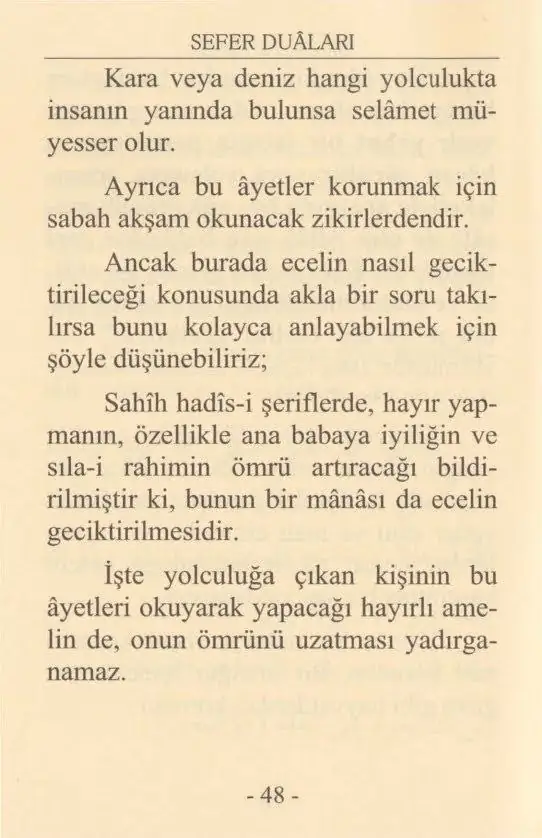 SEFER DUÂLARI
Kara veya deniz hangi yolculukta
insanın yanında bulunsa selâmet mü-
yesser olur.
Ayrıca bu âyetler korunmak için
sabah akşam okunacak zikirlerdendir.
Ancak burada ecelin nasıl gecik-
tirileceği konusunda akla bir soru takı-
lırsa bunu kolayca anlayabilmek için
şöyle düşünebiliriz;
Sahîh hadîs-i şeriflerde, hayır yap-
manın, özellikle ana babaya iyiliğin ve
sıla-i rahimin ömrü artıracağı bildi-
rilmiştir ki, bunun bir mânâsı da ecelin
geciktirilmesidir.
İşte yolculuğa çıkan kişinin bu
âyetleri okuyarak yapacağı hayırlı ame-
lin de, onun ömrünü uzatması yadırga-
namaz.
- 48 -